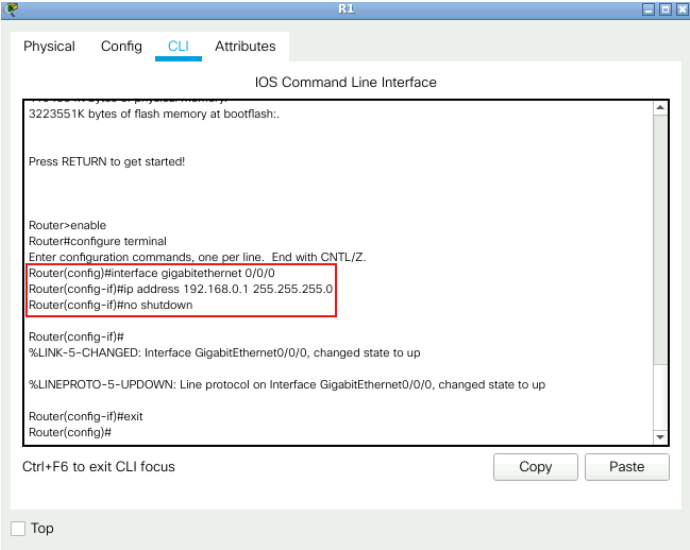 R1
Physical Config CLI Attributes
IOS Command Line Interface
3223551K bytes of flash memory at bootflash:.
Press RETURN to get started!
Router>enable
Router#configure terminal
Enter configuration commands, one per line. End with CNTL/Z.
Router(config)#interface gigabitethernet 0/0/0
Router(config-if)#ip address 192.168.0.1 255.255.255.0
Router(config-if)#no shutdown
Router(config-if)#
%LINK-5-CHANGED: Interface GigabitEthernet0/0/0, changed state to up
%LINEPROTO-5-UPDOWN: Line protocol on Interface GigabitEthernet0/0/0, changed state to up
Router(config-if)#exit
Router(config)#
Ctrl+F6 to exit CLI focus
Copy Paste
Top